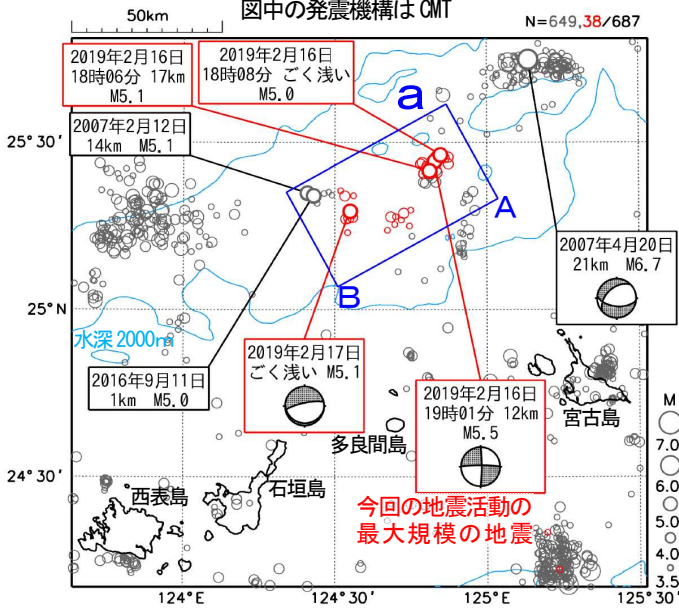 50km
図中の発震機構は CMT
N=649,38/687
2019年2月16日
18時06分 17km
M5.1
2019年2月16日
18時08分 ごく浅い
M5.0
a
2007年2月12日
14km M5.1
25°30′
A
2007年4月20日
21km M6.7
B
25°N
水深2000m
2019年2月17日
ごく浅い M5.1
2016年9月11日
1km M5.0
2019年2月16日
19時01分 12km
M5.5
宮古島
多良間島
M
7.0
6.0
5.0
4.0
3.5
24°30′
西表島
石垣島
今回の地震活動の
最大規模の地震
124°E
124°30′
125°E
125°30′